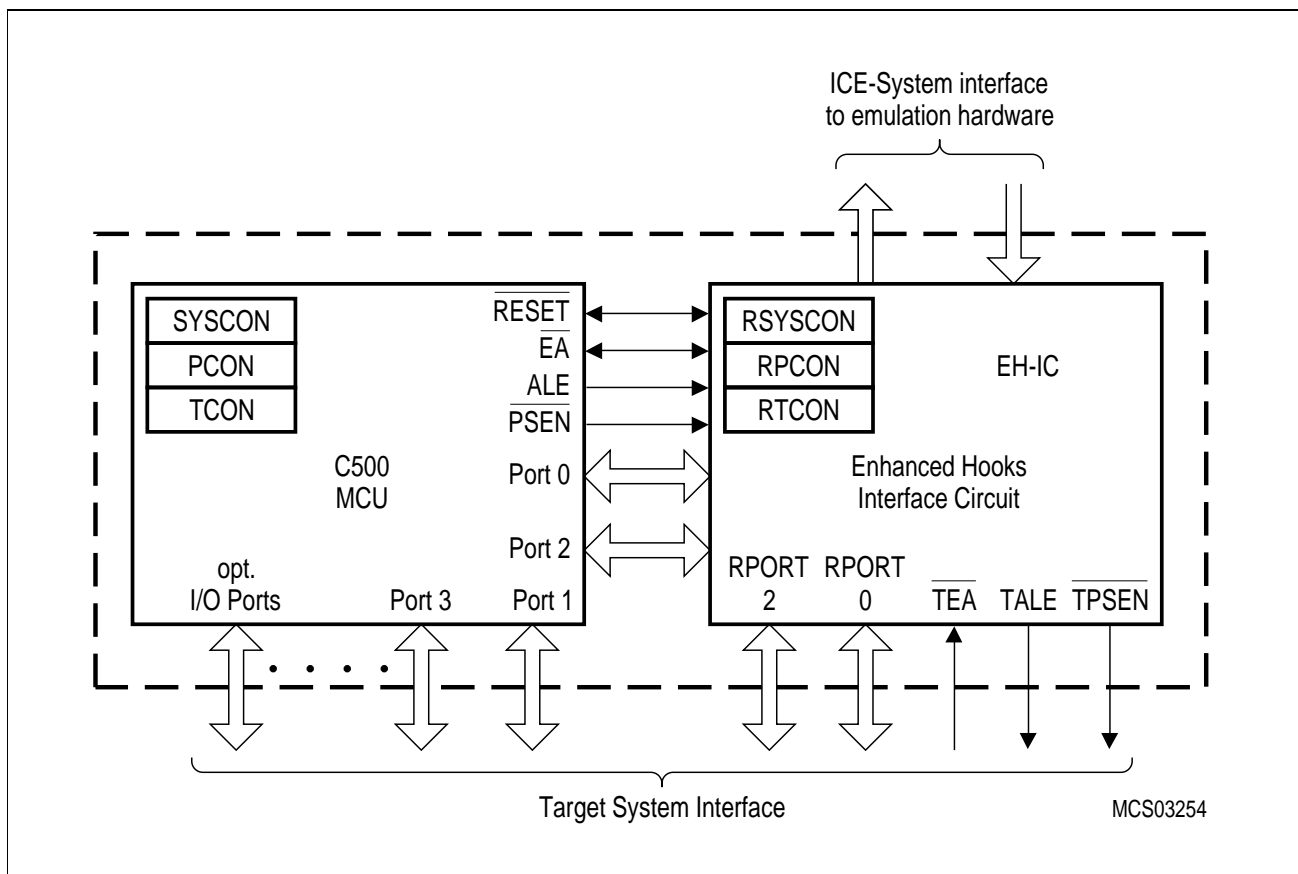 ICE-System interface
to emulation hardware
SYSCON
PCON
TCON
RESET
EA
ALE
PSEN
Port 0
Port 2
C500
MCU
opt.
I/O Ports
Port 3
Port 1
RSYSCON
RPCON
RTCON
EH-IC
Enhanced Hooks
Interface Circuit
RPORT
2
RPORT
0
TEA
TALE
TPSEN
Target System Interface
MCS03254